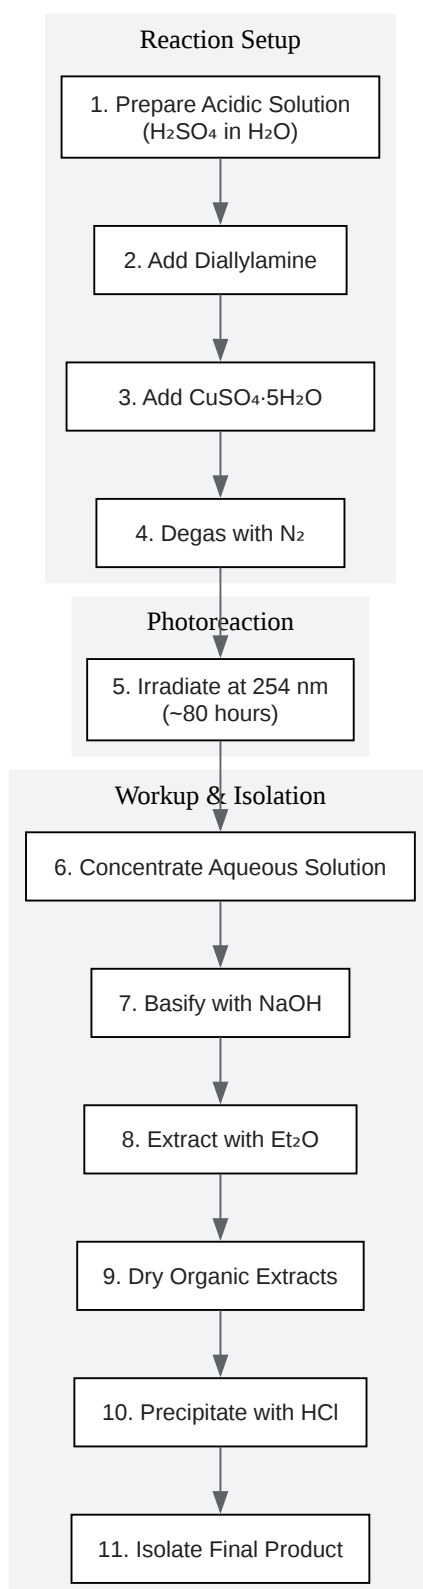 Reaction Setup
1. Prepare Acidic Solution
(H₂SO₄ in H₂O)
2. Add Diallylamine
3. Add CuSO₄·5H₂O
4. Degas with N₂
Photoreaction
5. Irradiate at 254 nm
(~80 hours)
Workup & Isolation
6. Concentrate Aqueous Solution
7. Basify with NaOH
8. Extract with Et₂O
9. Dry Organic Extracts
10. Precipitate with HCl
11. Isolate Final Product